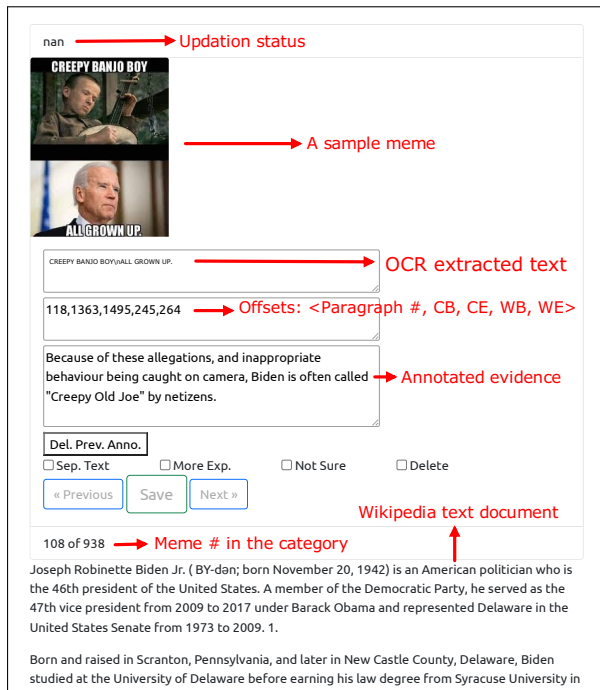 nan
Updation status
CREEPY BANJO BOY
A sample meme
ALL GROWN UP.
CREEPY BANJO BOY\nALL GROWN UP.
OCR extracted text
118,1363,1495,245,264
Offsets: <Paragraph #, CB, CE, WB, WE>
Because of these allegations, and inappropriate
behaviour being caught on camera, Biden is often called
"Creepy Old Joe" by netizens.
Annotated evidence
Del. Prev. Anno.
Sep. Text More Exp. Not Sure Delete
« Previous Save Next »
Wikipedia text document
108 of 938
Meme # in the category
Joseph Robinette Biden Jr. ( BY-dən; born November 20, 1942) is an American politician who is
the 46th president of the United States. A member of the Democratic Party, he served as the
47th vice president from 2009 to 2017 under Barack Obama and represented Delaware in the
United States Senate from 1973 to 2009. 1.
Born and raised in Scranton, Pennsylvania, and later in New Castle County, Delaware, Biden
studied at the University of Delaware before earning his law degree from Syracuse University in